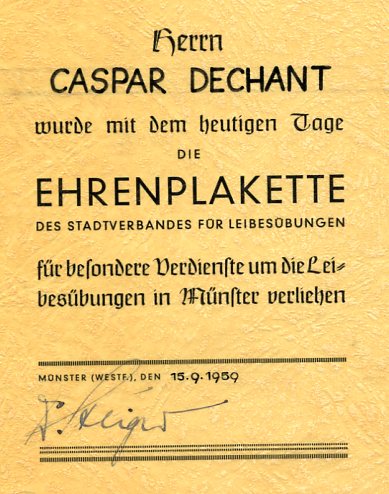 Herrn
CASPAR DECHANT
wurde mit dem heutigen Tage
DIE
EHRENPLAKETTE
DES STADTVERBANDES FÜR LEIBESÜBUNGEN
für besondere Verdienste um die Lei-
besübungen in Münster verliehen
MÜNSTER (WESTF.), DEN 15.9.1959